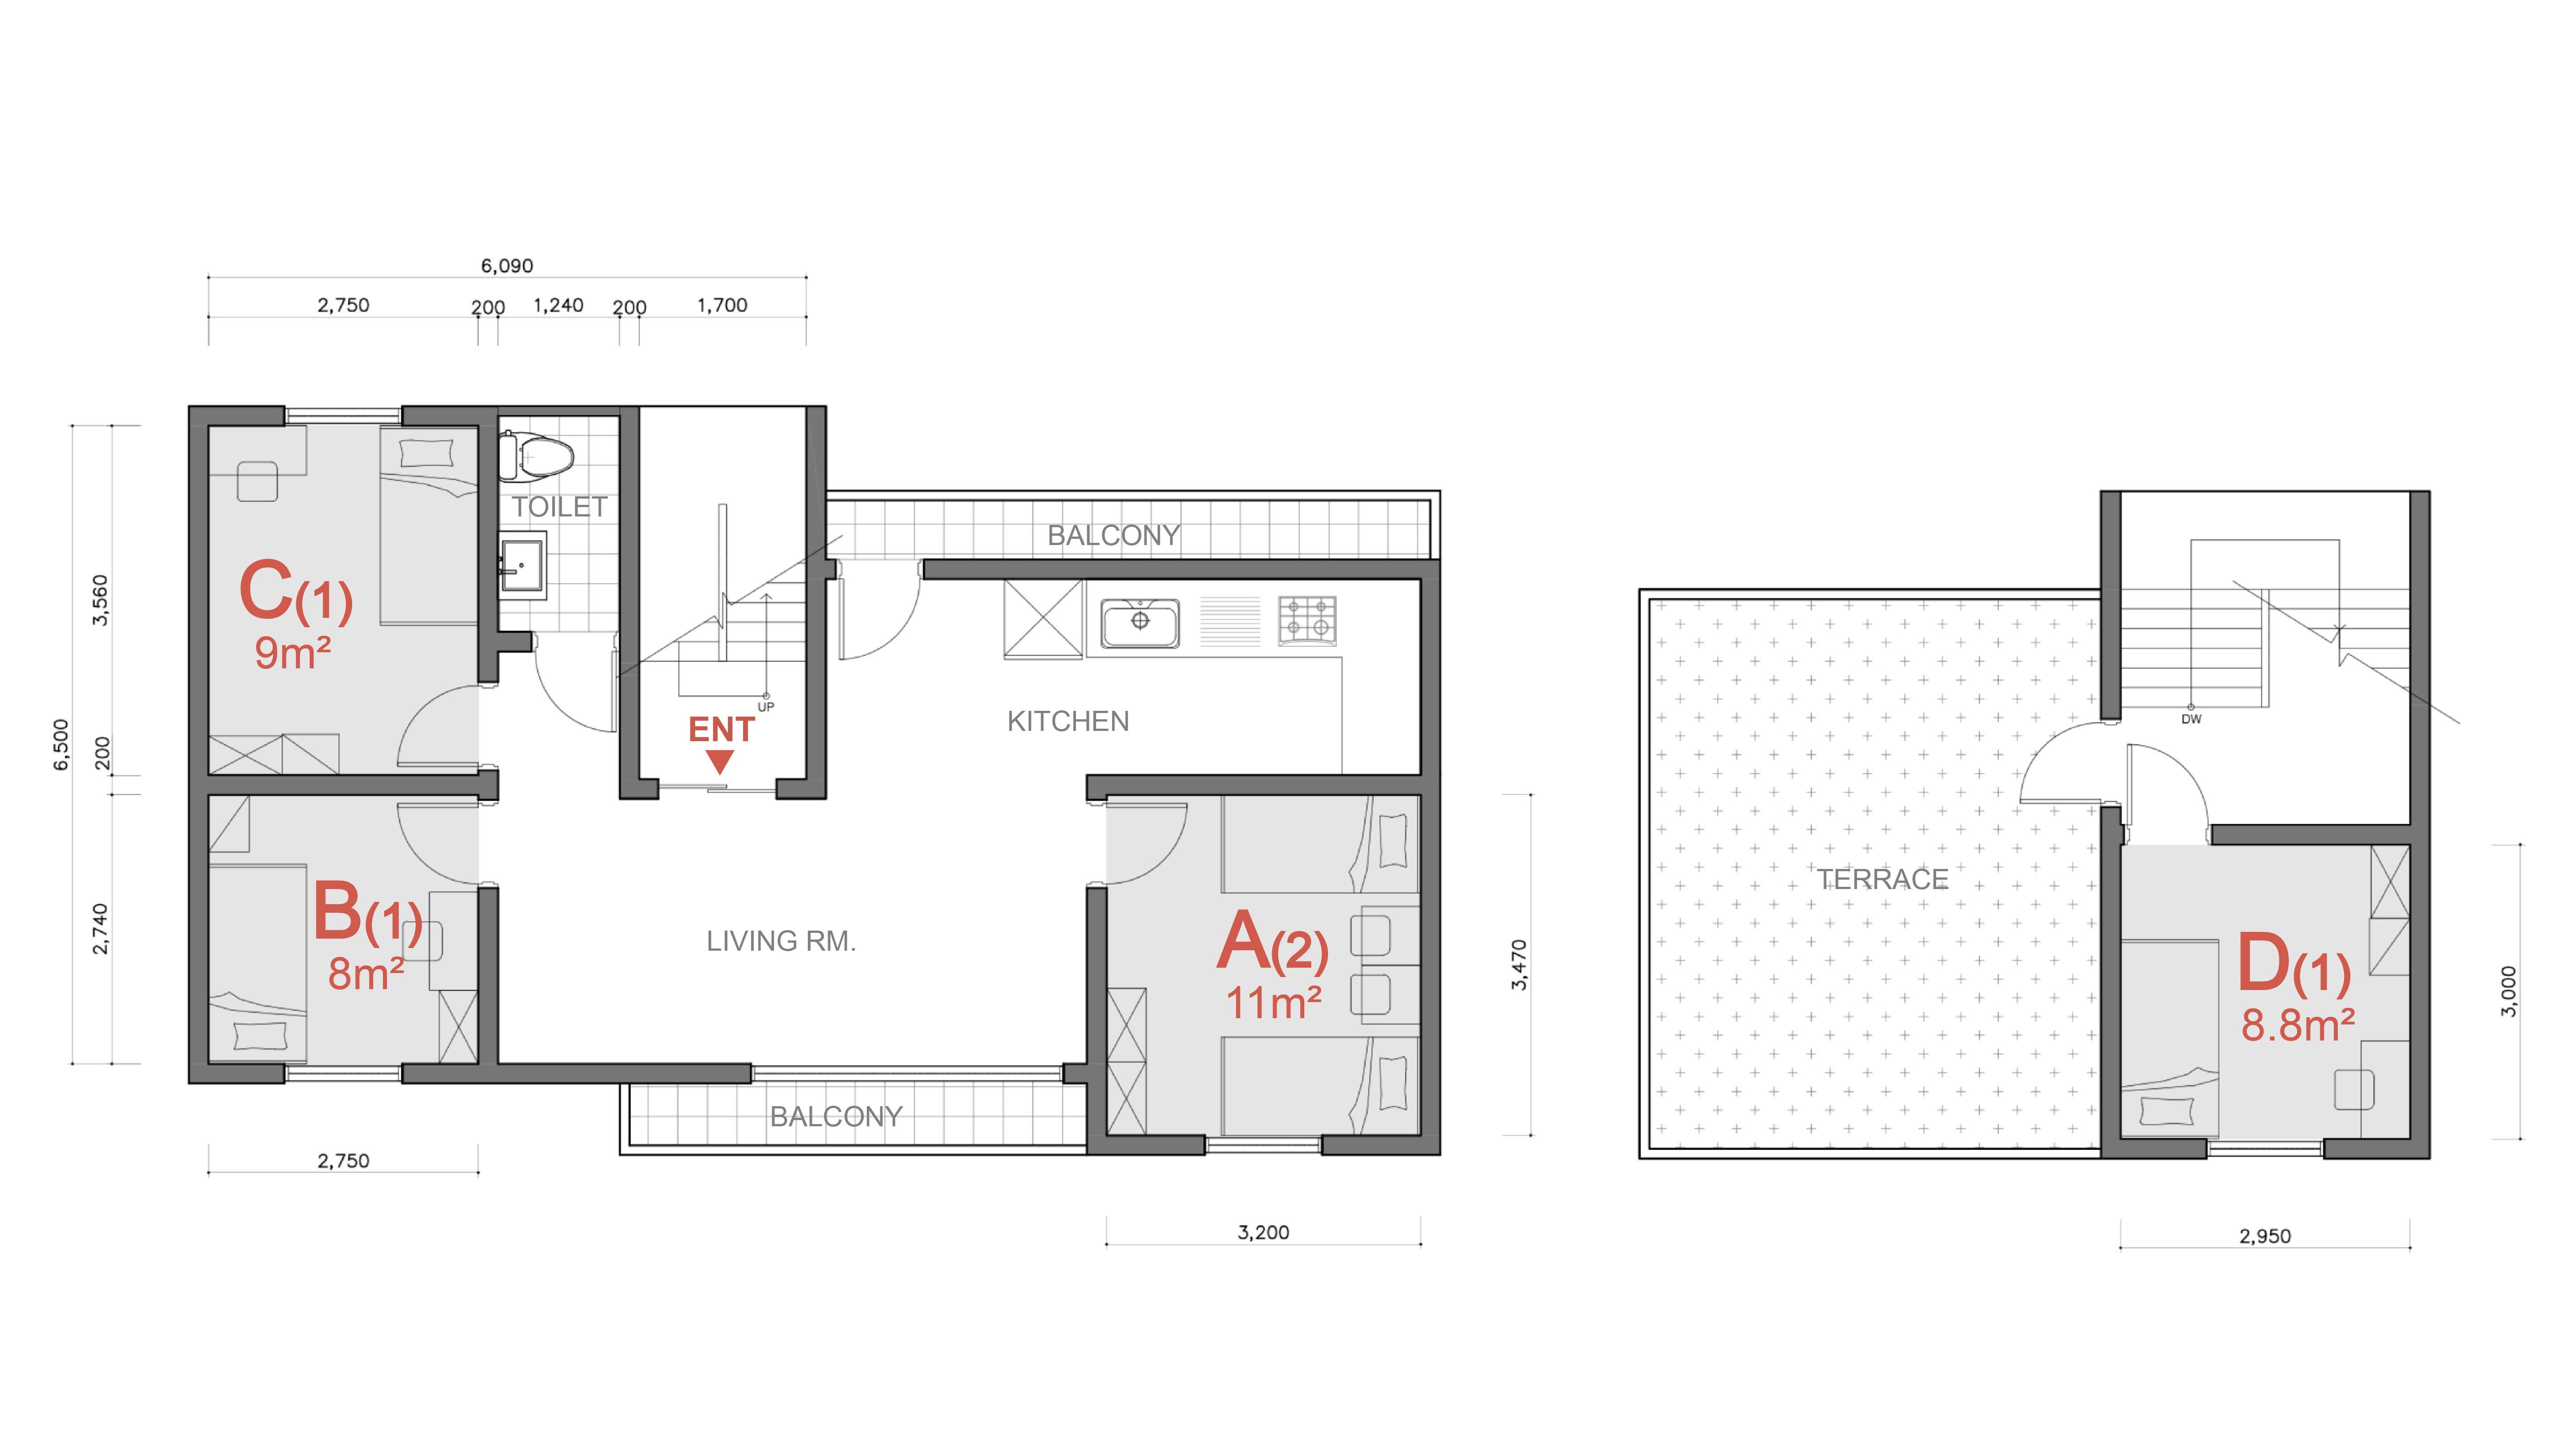 6,090
2,750 200 1,240 200 1,700
TOILET
BALCONY
C(1)
9m²
3,560
200
6,500
2,740
UP
ENT
KITCHEN
DW
TERRACE
B(1)
8m²
LIVING RM.
A(2)
11m²
3,470
D(1)
8.8m²
3,000
BALCONY
2,750
3,200
2,950